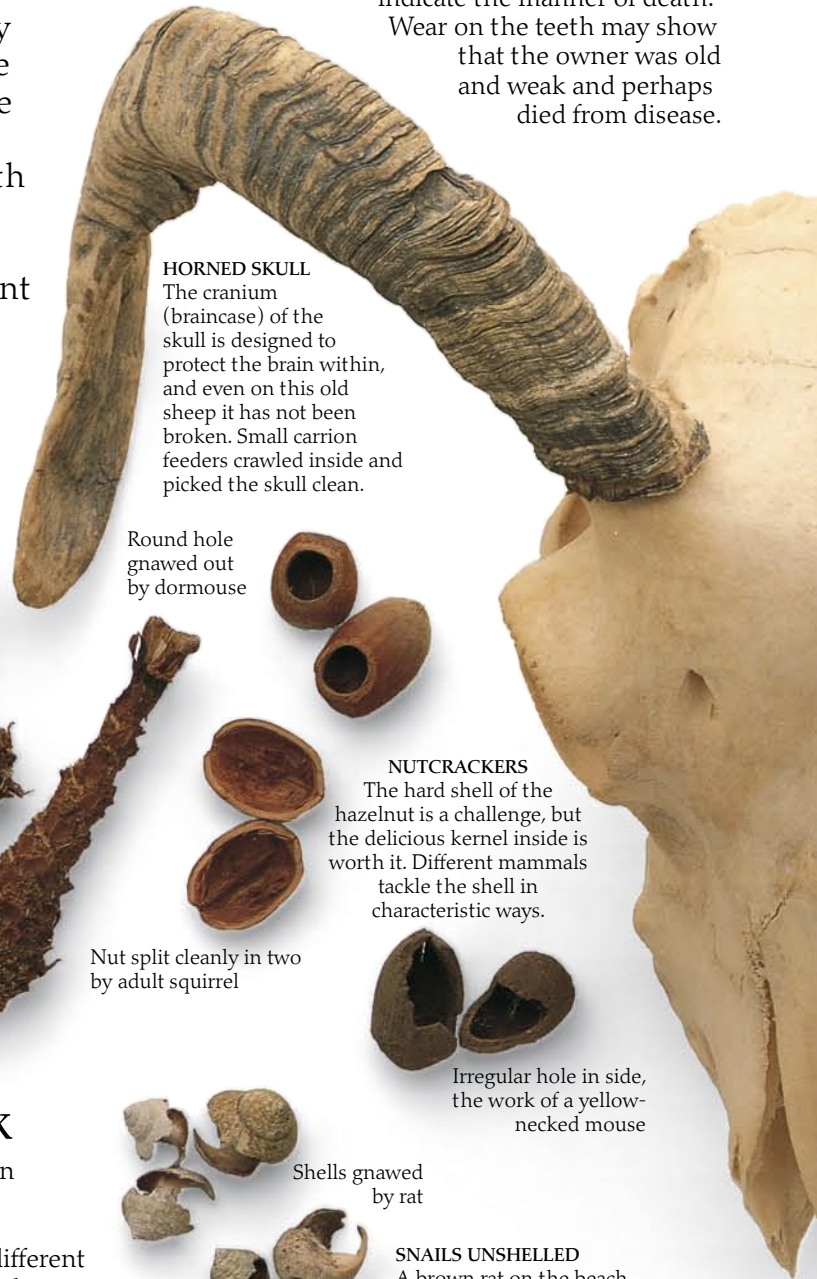 Wear on the teeth may show
that the owner was old
and weak and perhaps
died from disease.
HORNED SKULL
The cranium
(braincase) of the
skull is designed to
protect the brain within,
and even on this old
sheep it has not been
broken. Small carrion
feeders crawled inside and
picked the skull clean.
Round hole
gnawed out
by dormouse
NUTCRACKERS
The hard shell of the
hazelnut is a challenge, but
the delicious kernel inside is
worth it. Different mammals
tackle the shell in
characteristic ways.
Nut split cleanly in two
by adult squirrel
Irregular hole in side,
the work of a yellow-
necked mouse
Shells gnawed
by rat
SNAILS UNSHELLED
A brown rat on the beach